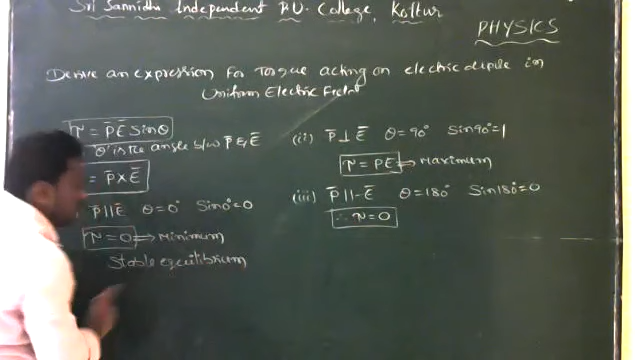 Sri Sannidhi Independent P.U. College, Kottur
PHYSICS
Derive an expression for Torque acting on electric dipole in
Uniform Electric Field
τ = P̄Ē Sinθ
θ is the angle b/w P̄ & Ē
= P̄ × Ē
P̄ ∥ Ē θ = 0° Sin0° = 0
τ = 0 ⇒ Minimum
Stable equilibrium
(ii) P̄ ⊥ Ē θ = 90° Sin90° = 1
τ = PE ⇒ Maximum
(iii) P̄ ∥ -Ē θ = 180° Sin180° = 0
∴ τ = 0